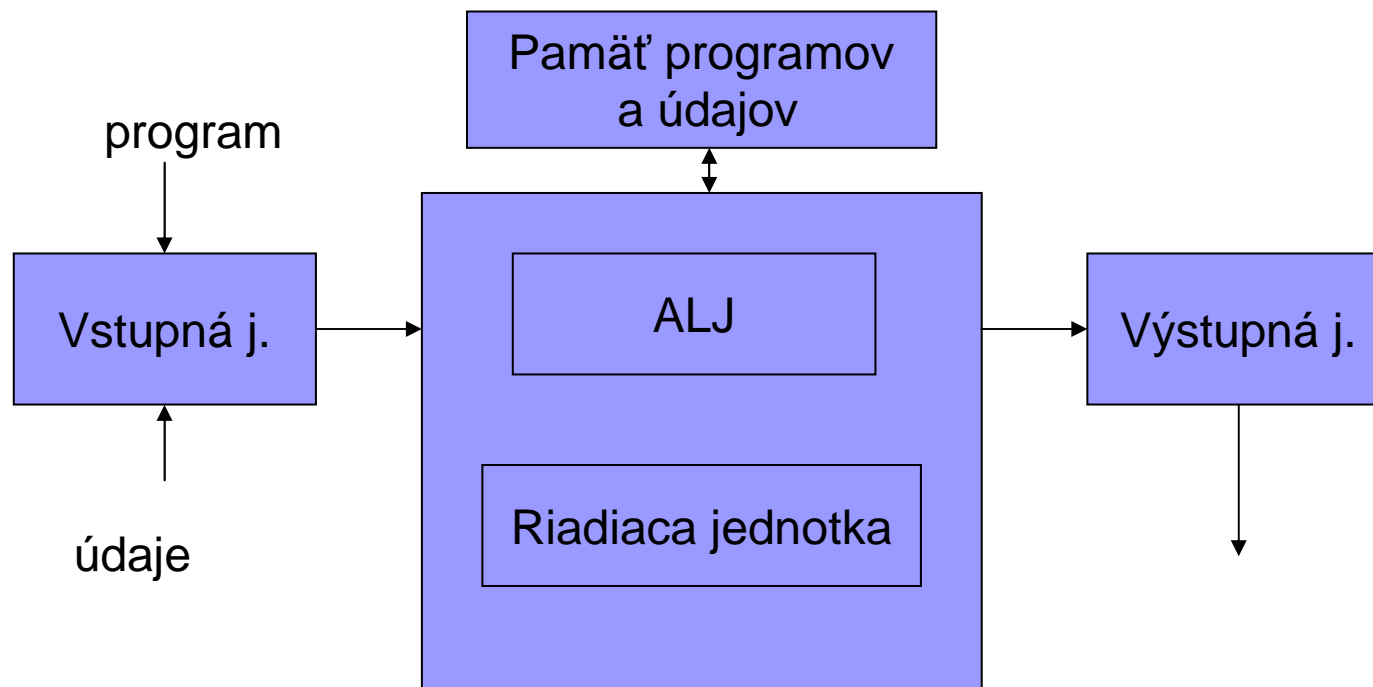 Pamäť programov
a údajov
program
Vstupná j.
údaje
ALJ
Riadiaca jednotka
Výstupná j.